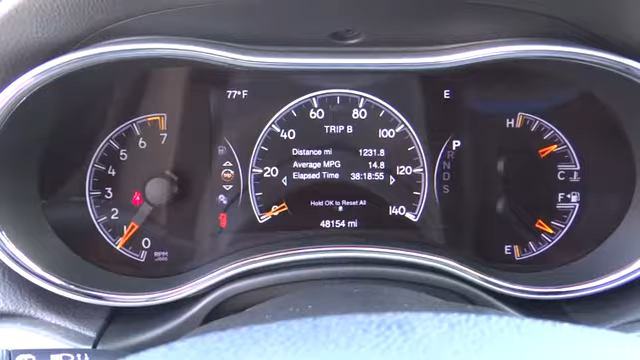 77°F
E
TRIP B
Distance mi 1231.8
Average MPG 14.8
Elapsed Time 38:18:55
Hold OK to Reset All
48154 mi
0 20 40 60 80 100 120 140
0 1 2 3 4 5 6 7
RPM
P
R
N
D
S
H
C
F
E